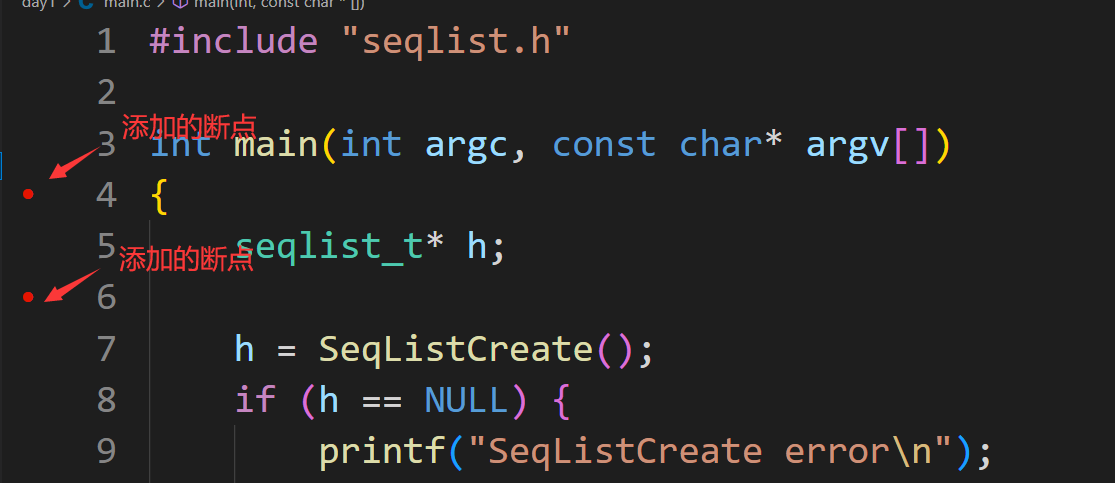 day1 > C main.c > main(int, const char * [])
1 #include "seqlist.h"
2
添加的断点
3 int main(int argc, const char* argv[])
4 {
5 seqlist_t* h;
添加的断点
6
7 h = SeqListCreate();
8 if (h == NULL) {
9 printf("SeqListCreate error\n");